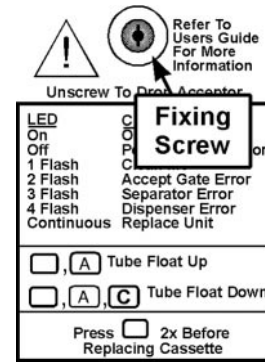 Refer To
Users Guide
For More
Information
Unscrew To Drop Acceptor
Fixing
Screw
LED
On
Off
1 Flash
2 Flash Accept Gate Error
3 Flash Separator Error
4 Flash Dispenser Error
Continuous Replace Unit
, A Tube Float Up
, A, C Tube Float Down
Press 2x Before
Replacing Cassette